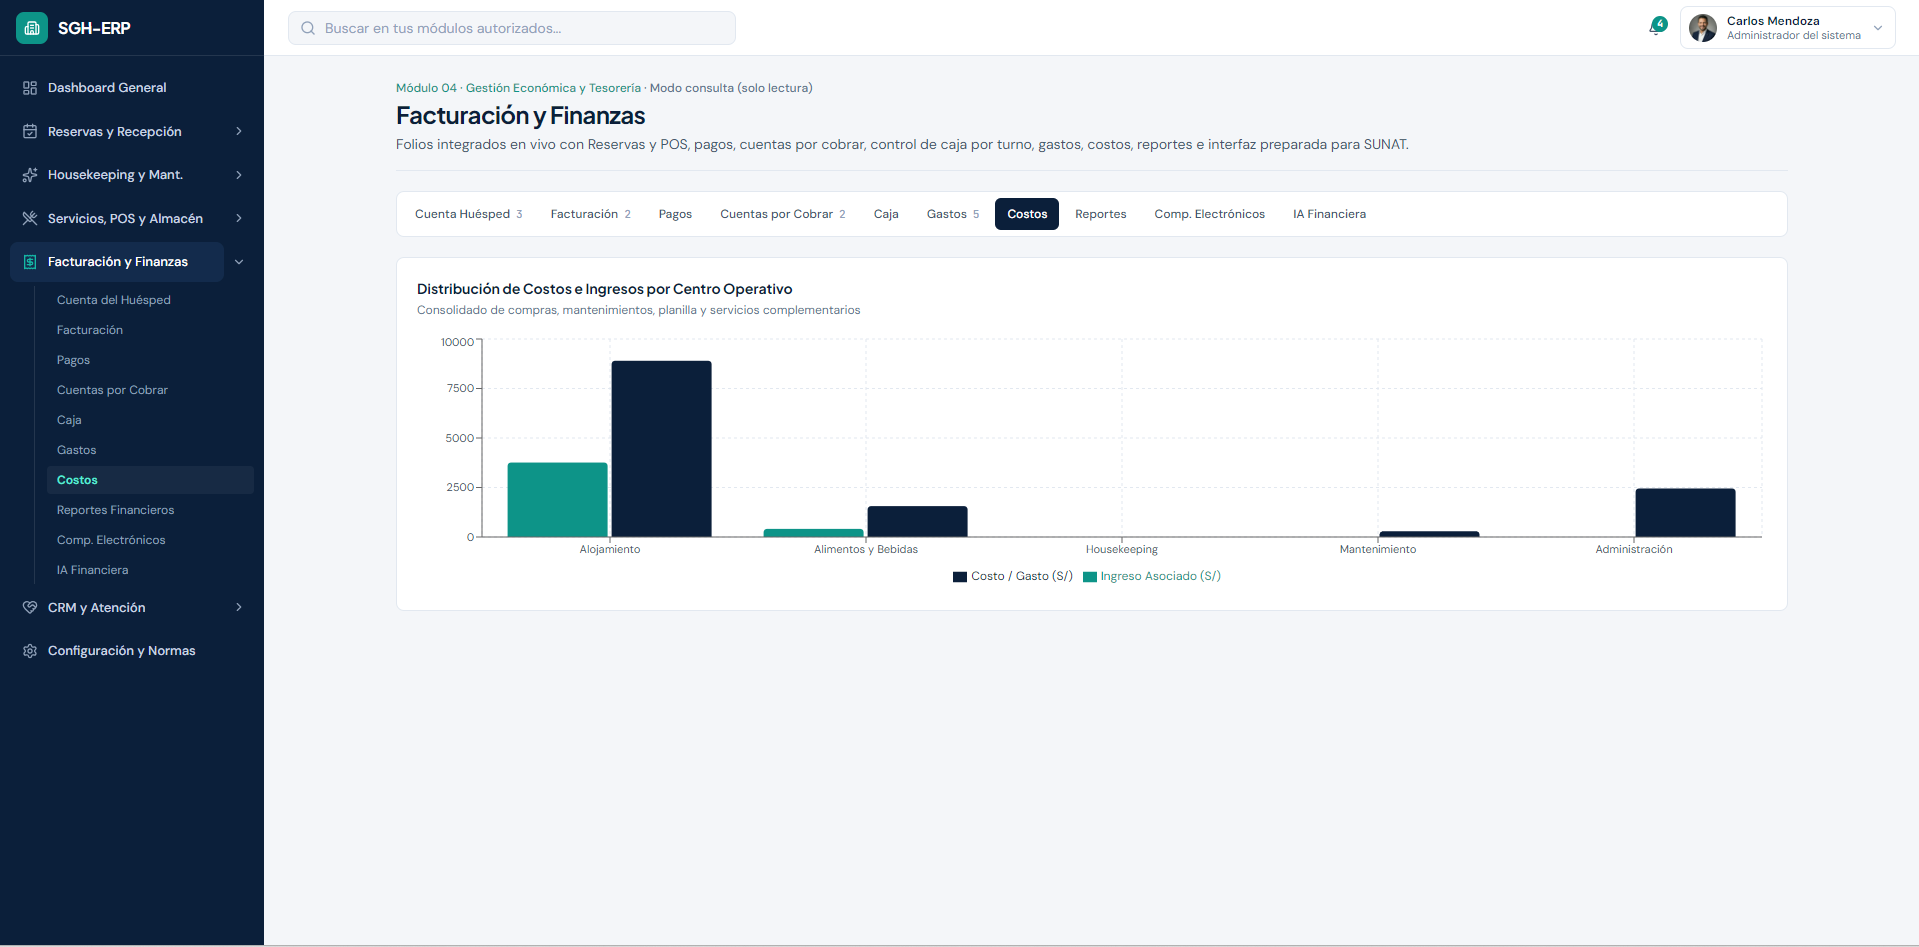 SGH-ERP
Buscar en tus módulos autorizados...
4
Carlos Mendoza
Administrador del sistema
Dashboard General
Reservas y Recepción
Housekeeping y Mant.
Servicios, POS y Almacén
Facturación y Finanzas
Cuenta del Huésped
Facturación
Pagos
Cuentas por Cobrar
Caja
Gastos
Costos
Reportes Financieros
Comp. Electrónicos
IA Financiera
CRM y Atención
Configuración y Normas
Módulo 04 · Gestión Económica y Tesorería · Modo consulta (solo lectura)
Facturación y Finanzas
Folios integrados en vivo con Reservas y POS, pagos, cuentas por cobrar, control de caja por turno, gastos, costos, reportes e interfaz preparada para SUNAT.
Cuenta Huésped 3 Facturación 2 Pagos Cuentas por Cobrar 2 Caja Gastos 5 Costos Reportes Comp. Electrónicos IA Financiera
Distribución de Costos e Ingresos por Centro Operativo
Consolidado de compras, mantenimientos, planilla y servicios complementarios
10000
7500
5000
2500
0
Alojamiento Alimentos y Bebidas Housekeeping Mantenimiento Administración
Costo / Gasto (S/) Ingreso Asociado (S/)